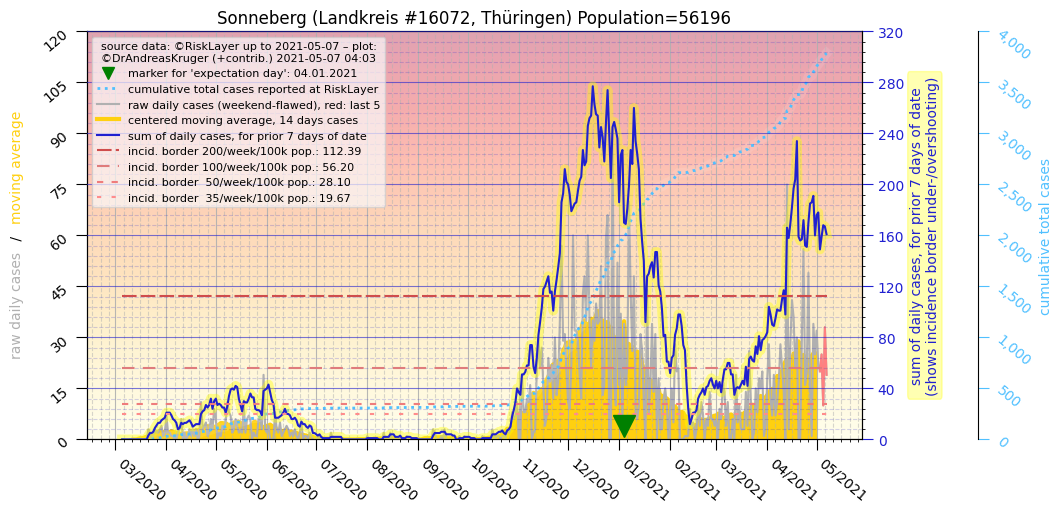 Sonneberg (Landkreis #16072, Thüringen) Population=56196
source data: ©RiskLayer up to 2021-05-07 – plot:
©DrAndreasKruger (+contrib.) 2021-05-07 04:03
marker for 'expectation day': 04.01.2021
cumulative total cases reported at RiskLayer
raw daily cases (weekend-flawed), red: last 5
centered moving average, 14 days cases
sum of daily cases, for prior 7 days of date
incid. border 200/week/100k pop.: 112.39
incid. border 100/week/100k pop.: 56.20
incid. border  50/week/100k pop.: 28.10
incid. border  35/week/100k pop.: 19.67
raw daily cases / moving average
120
105
90
75
60
45
30
15
0
03/2020
04/2020
05/2020
06/2020
07/2020
08/2020
09/2020
10/2020
11/2020
12/2020
01/2021
02/2021
03/2021
04/2021
05/2021
320
280
240
200
160
120
80
40
0
sum of daily cases, for prior 7 days of date
(shows incidence border under-/overshooting)
4,000
3,500
3,000
2,500
2,000
1,500
1,000
500
0
cumulative total cases